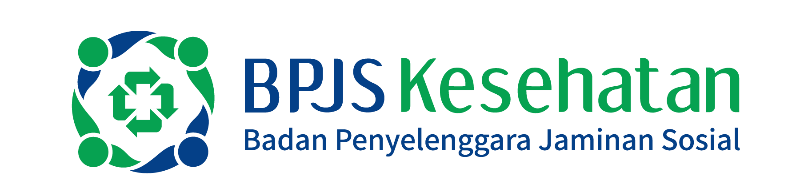 BPJS Kesehatan
Badan Penyelenggara Jaminan Sosial